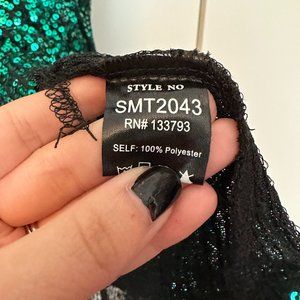 STYLE NO
SMT2043
RN# 133793
SELF: 100% Polyester